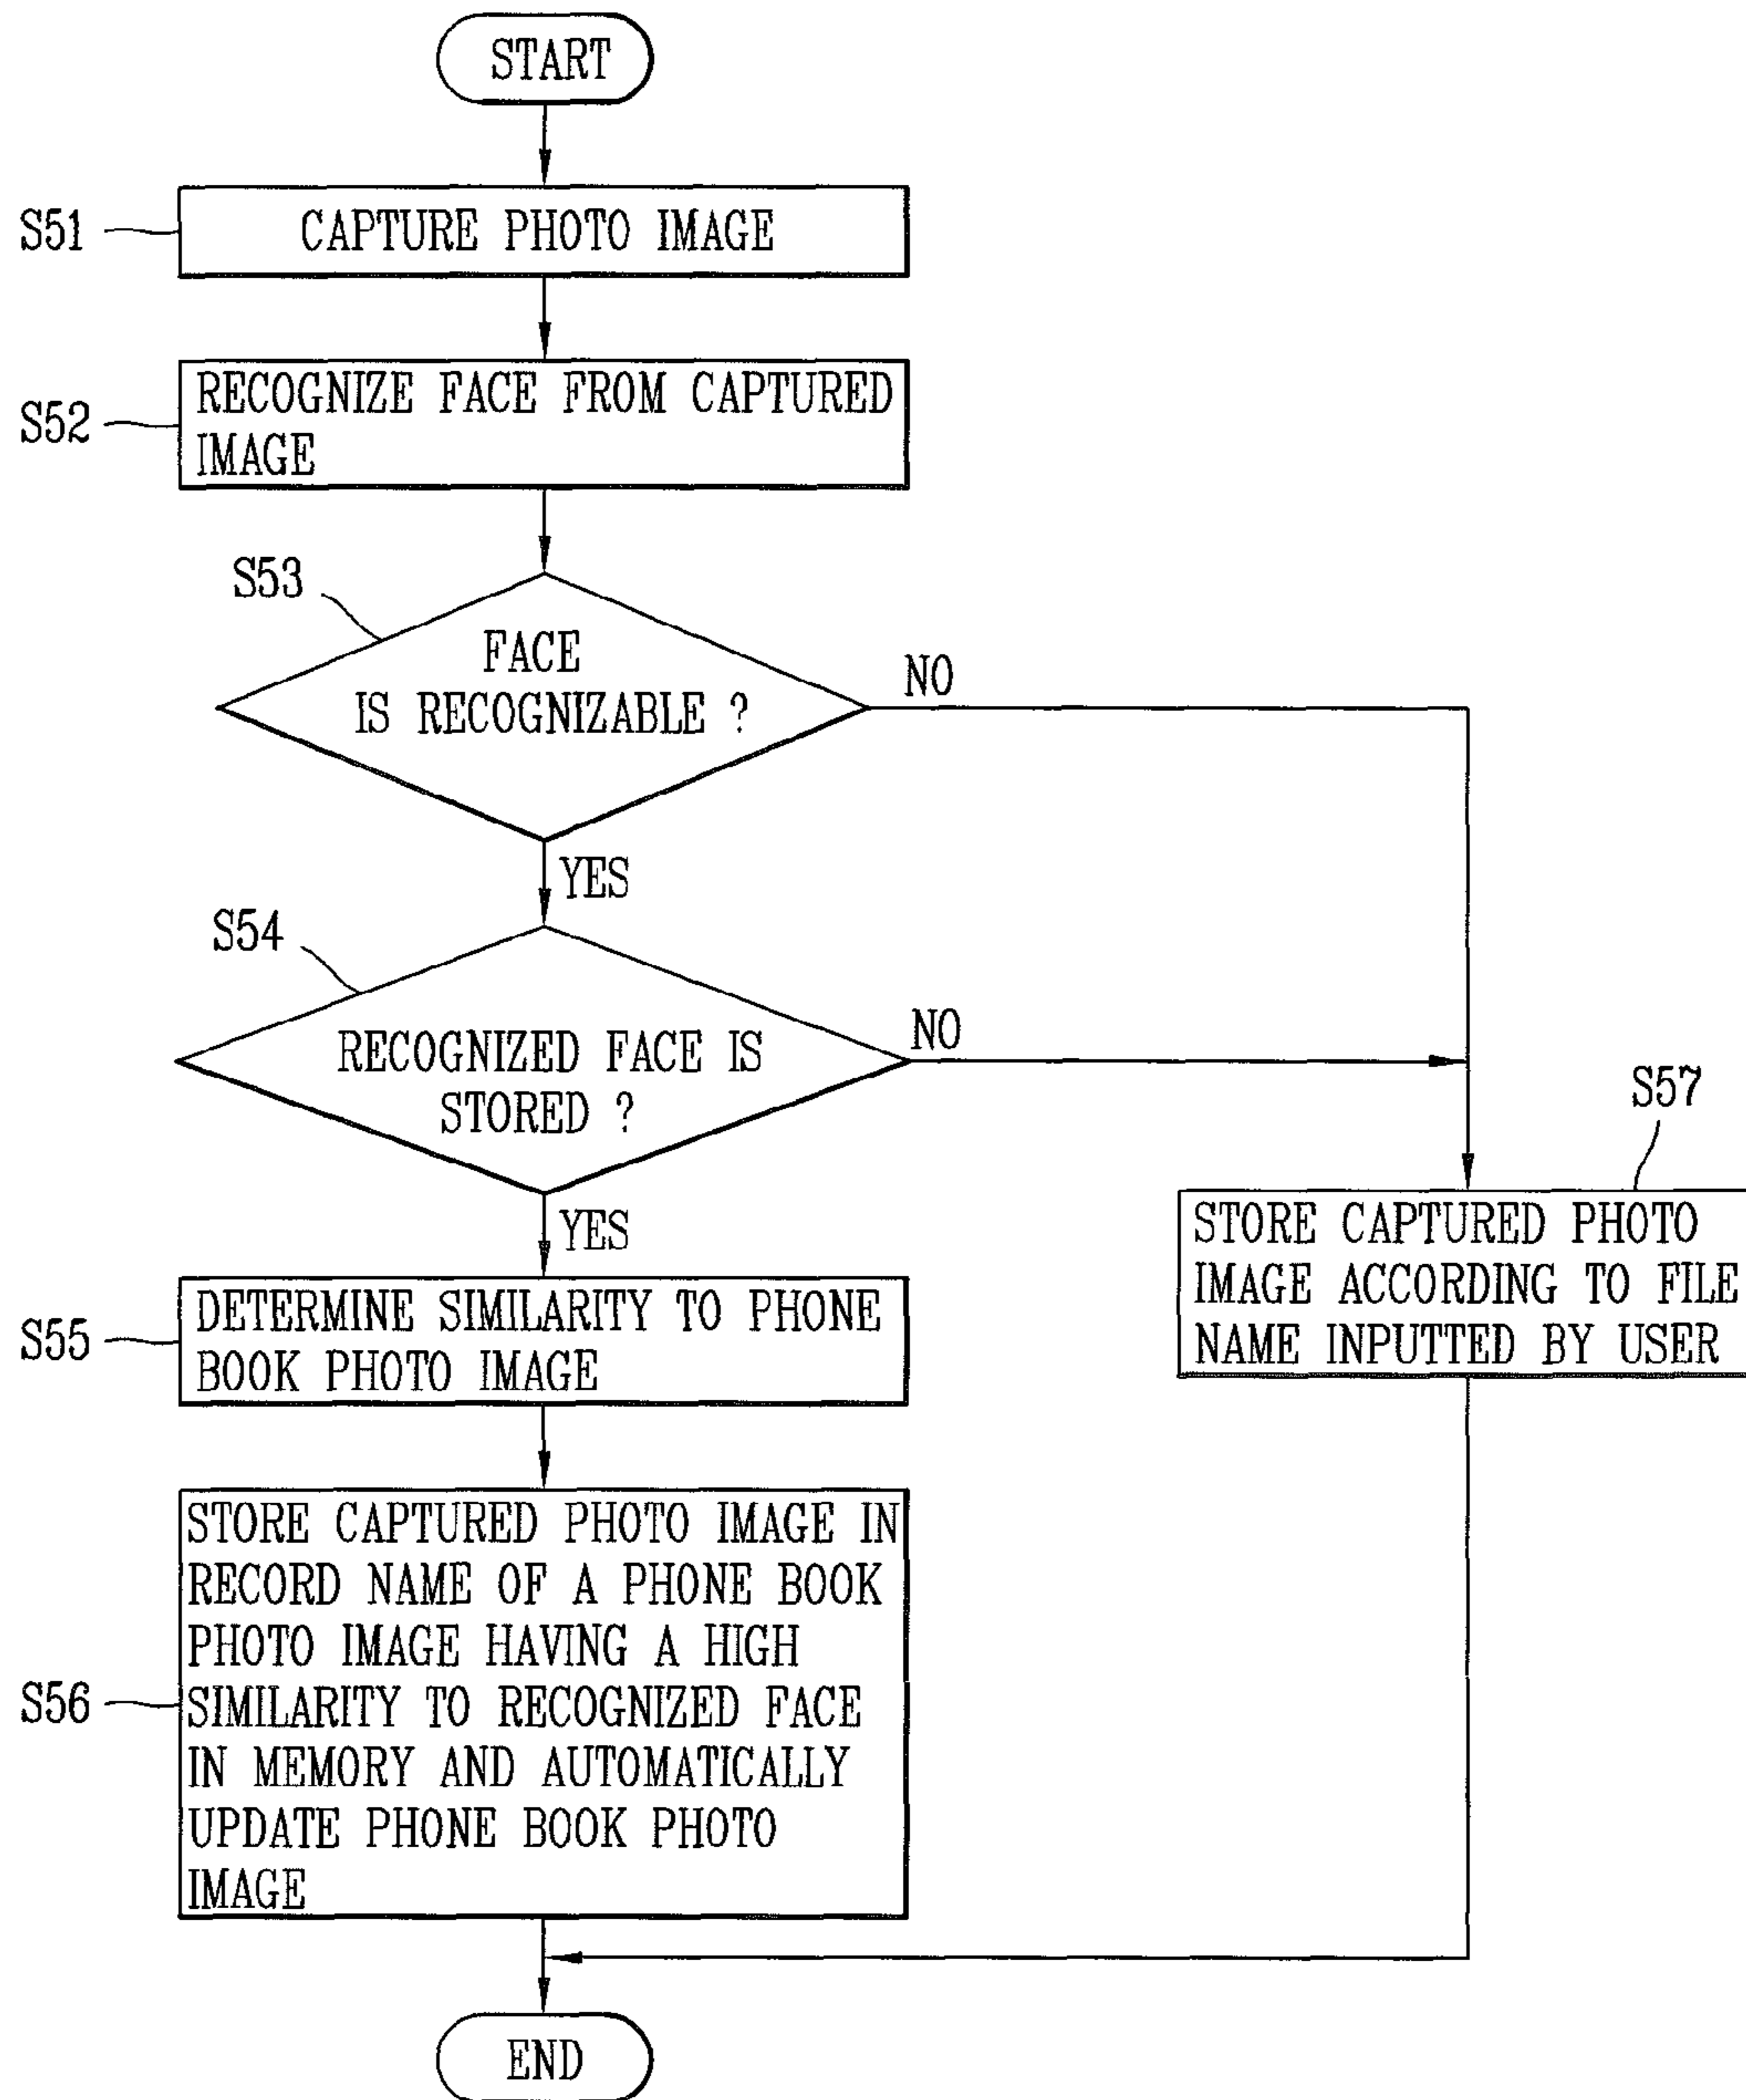 START
S51
CAPTURE PHOTO IMAGE
S52
RECOGNIZE FACE FROM CAPTURED
IMAGE
S53
FACE
IS RECOGNIZABLE ?
NO
YES
S54
RECOGNIZED FACE IS
STORED ?
NO
YES
S57
STORE CAPTURED PHOTO
IMAGE ACCORDING TO FILE
NAME INPUTTED BY USER
S55
DETERMINE SIMILARITY TO PHONE
BOOK PHOTO IMAGE
S56
STORE CAPTURED PHOTO IMAGE IN
RECORD NAME OF A PHONE BOOK
PHOTO IMAGE HAVING A HIGH
SIMILARITY TO RECOGNIZED FACE
IN MEMORY AND AUTOMATICALLY
UPDATE PHONE BOOK PHOTO
IMAGE
END